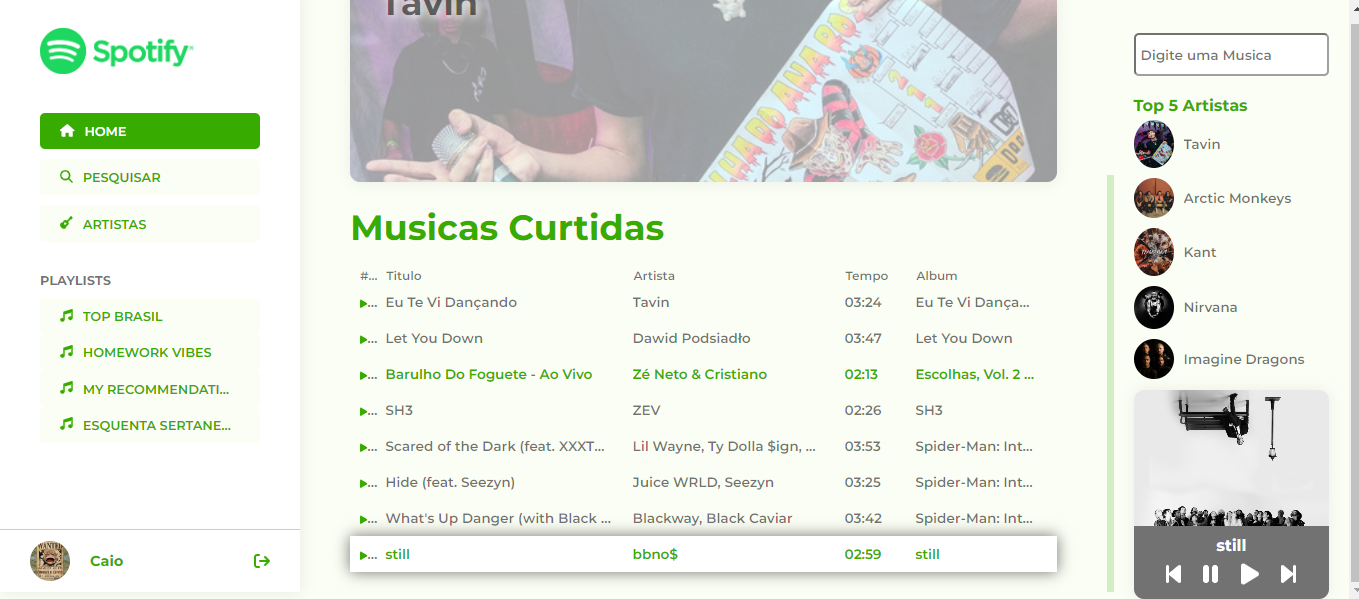 Spotify
HOME
PESQUISAR
ARTISTAS
PLAYLISTS
TOP BRASIL
HOMEWORK VIBES
MY RECOMMENDATI...
ESQUENTA SERTANE...
Caio
Tavin
Musicas Curtidas
#... Titulo Artista Tempo Album
... Eu Te Vi Dançando Tavin 03:24 Eu Te Vi Dança...
... Let You Down Dawid Podsiadło 03:47 Let You Down
... Barulho Do Foguete - Ao Vivo Zé Neto & Cristiano 02:13 Escolhas, Vol. 2 ...
... SH3 ZEV 02:26 SH3
... Scared of the Dark (feat. XXXT... Lil Wayne, Ty Dolla $ign, ... 03:53 Spider-Man: Int...
... Hide (feat. Seezyn) Juice WRLD, Seezyn 03:25 Spider-Man: Int...
... What's Up Danger (with Black ... Blackway, Black Caviar 03:42 Spider-Man: Int...
... still bbno$ 02:59 still
Digite uma Musica
Top 5 Artistas
Tavin
Arctic Monkeys
Kant
Nirvana
Imagine Dragons
still